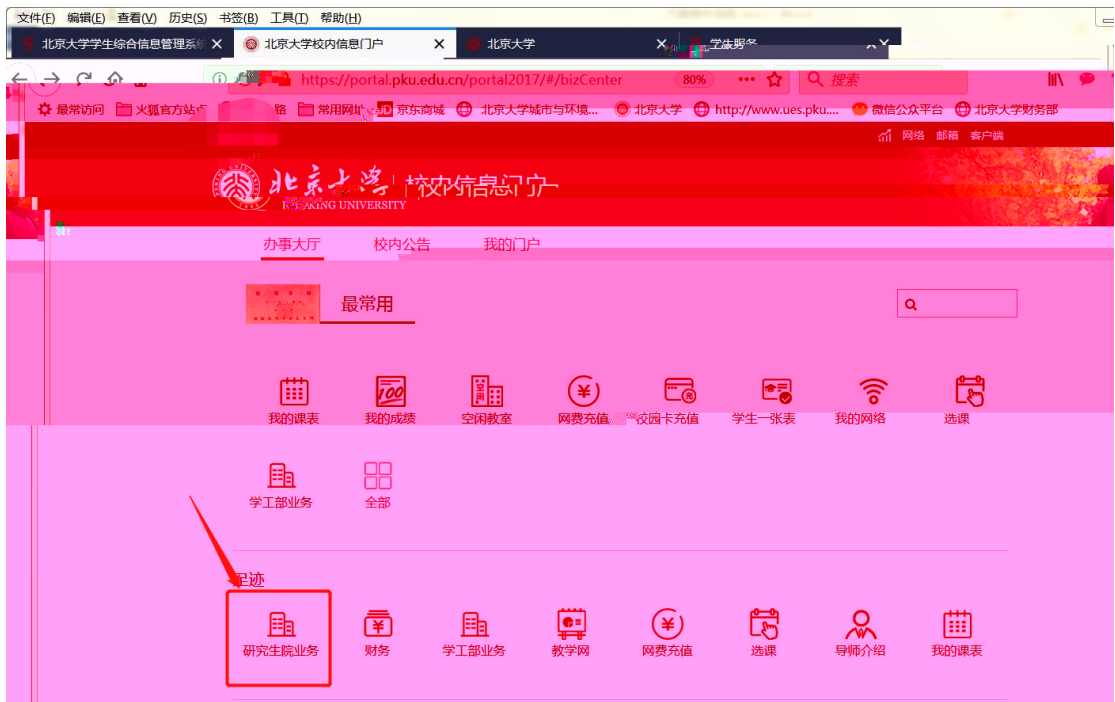 文件(F) 编辑(E) 查看(V) 历史(S) 书签(B) 工具(T) 帮助(H)
北京大学学生综合信息管理系统 北京大学校内信息门户 北京大学
https://portal.pku.edu.cn/portal2017/#/bizCenter 80% 搜索
最常访问 火狐官方站点 常用网址 京东商城 北京大学城市与环境... 北京大学 http://www.ues.pku.... 微信公众平台 北京大学财务部
网络 邮箱 客户端
北京大学 校内信息门户
PEKING UNIVERSITY
办事大厅 校内公告 我的门户
最常用
我的课表 我的成绩 空闲教室 网费充值 校园卡充值 学生一张表 我的网络 选课
学工部业务 全部
足迹
研究生院业务 财务 学工部业务 教学网 网费充值 选课 导师介绍 我的课表